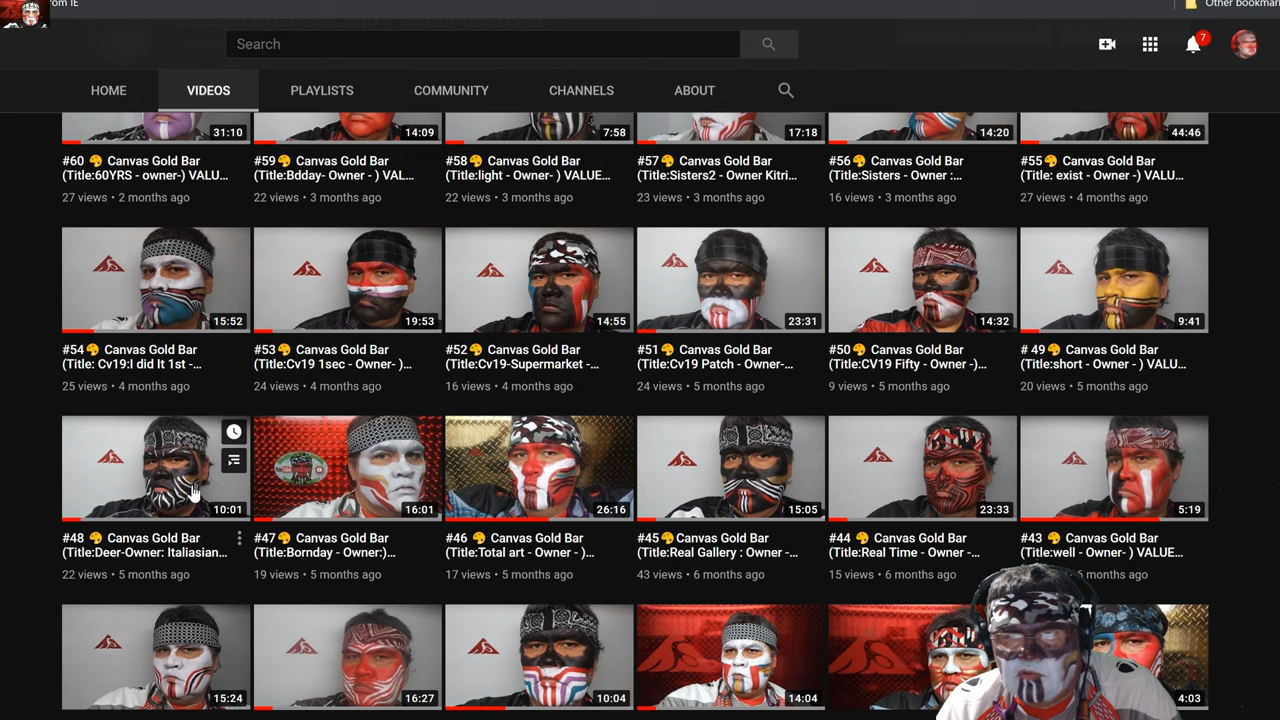 om IE
Other bookmar
Search
7
HOME
VIDEOS
PLAYLISTS
COMMUNITY
CHANNELS
ABOUT
31:10
14:09
7:58
17:18
14:20
44:46
#60 🎨 Canvas Gold Bar
(Title:60YRS - owner-) VALU...
27 views • 2 months ago
#59🎨 Canvas Gold Bar
(Title:Bdday- Owner - ) VAL...
22 views • 3 months ago
#58🎨 Canvas Gold Bar
(Title:light - Owner- ) VALUE...
22 views • 3 months ago
#57🎨 Canvas Gold Bar
(Title:Sisters2 - Owner Kitri...
23 views • 3 months ago
#56🎨 Canvas Gold Bar
(Title:Sisters - Owner :...
16 views • 3 months ago
#55🎨 Canvas Gold Bar
(Title: exist - Owner -) VALU...
27 views • 4 months ago
15:52
19:53
14:55
23:31
14:32
9:41
#54🎨 Canvas Gold Bar
(Title: Cv19:I did It 1st -...
25 views • 4 months ago
#53🎨 Canvas Gold Bar
(Title:Cv19 1sec - Owner- )...
24 views • 4 months ago
#52🎨 Canvas Gold Bar
(Title:Cv19-Supermarket -...
16 views • 4 months ago
#51🎨 Canvas Gold Bar
(Title:Cv19 Patch - Owner-...
24 views • 5 months ago
#50🎨 Canvas Gold Bar
(Title:CV19 Fifty - Owner -)...
9 views • 5 months ago
# 49🎨 Canvas Gold Bar
(Title:short - Owner - ) VALU...
20 views • 5 months ago
10:01
16:01
26:16
15:05
23:33
5:19
#48 🎨 Canvas Gold Bar
(Title:Deer-Owner: Italiasian...
22 views • 5 months ago
#47🎨 Canvas Gold Bar
(Title:Bornday - Owner:)...
19 views • 5 months ago
#46 🎨 Canvas Gold Bar
(Title:Total art - Owner - )...
17 views • 5 months ago
#45🎨Canvas Gold Bar
(Title:Real Gallery : Owner -...
43 views • 6 months ago
#44 🎨 Canvas Gold Bar
(Title:Real Time - Owner -...
15 views • 6 months ago
#43 🎨 Canvas Gold Bar
(Title:well - Owner- ) VALUE...
6 months ago
15:24
16:27
10:04
14:04
4:03